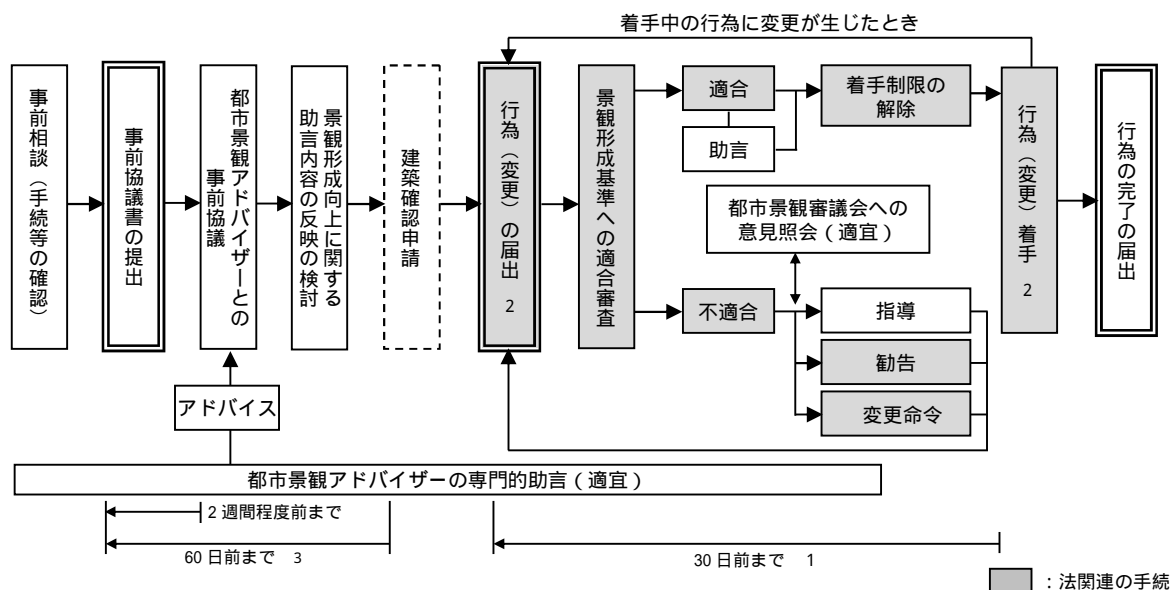 着手中の行為に変更が生じたとき
事前相談（手続等の確認）
事前協議書の提出
都市景観アドバイザーとの
事前協議
景観形成向上に関する
助言内容の反映の検討
建築確認申請
行為（変更）の届出 2
景観形成基準への適合審査
適合
助言
着手制限の
解除
都市景観審議会への
意見照会（適宜）
不適合
指導
勧告
変更命令
行為（変更）着手 2
行為の完了の届出
アドバイス
都市景観アドバイザーの専門的助言（適宜）
2週間程度前まで
60日前まで 3
30日前まで 1
：法関連の手続